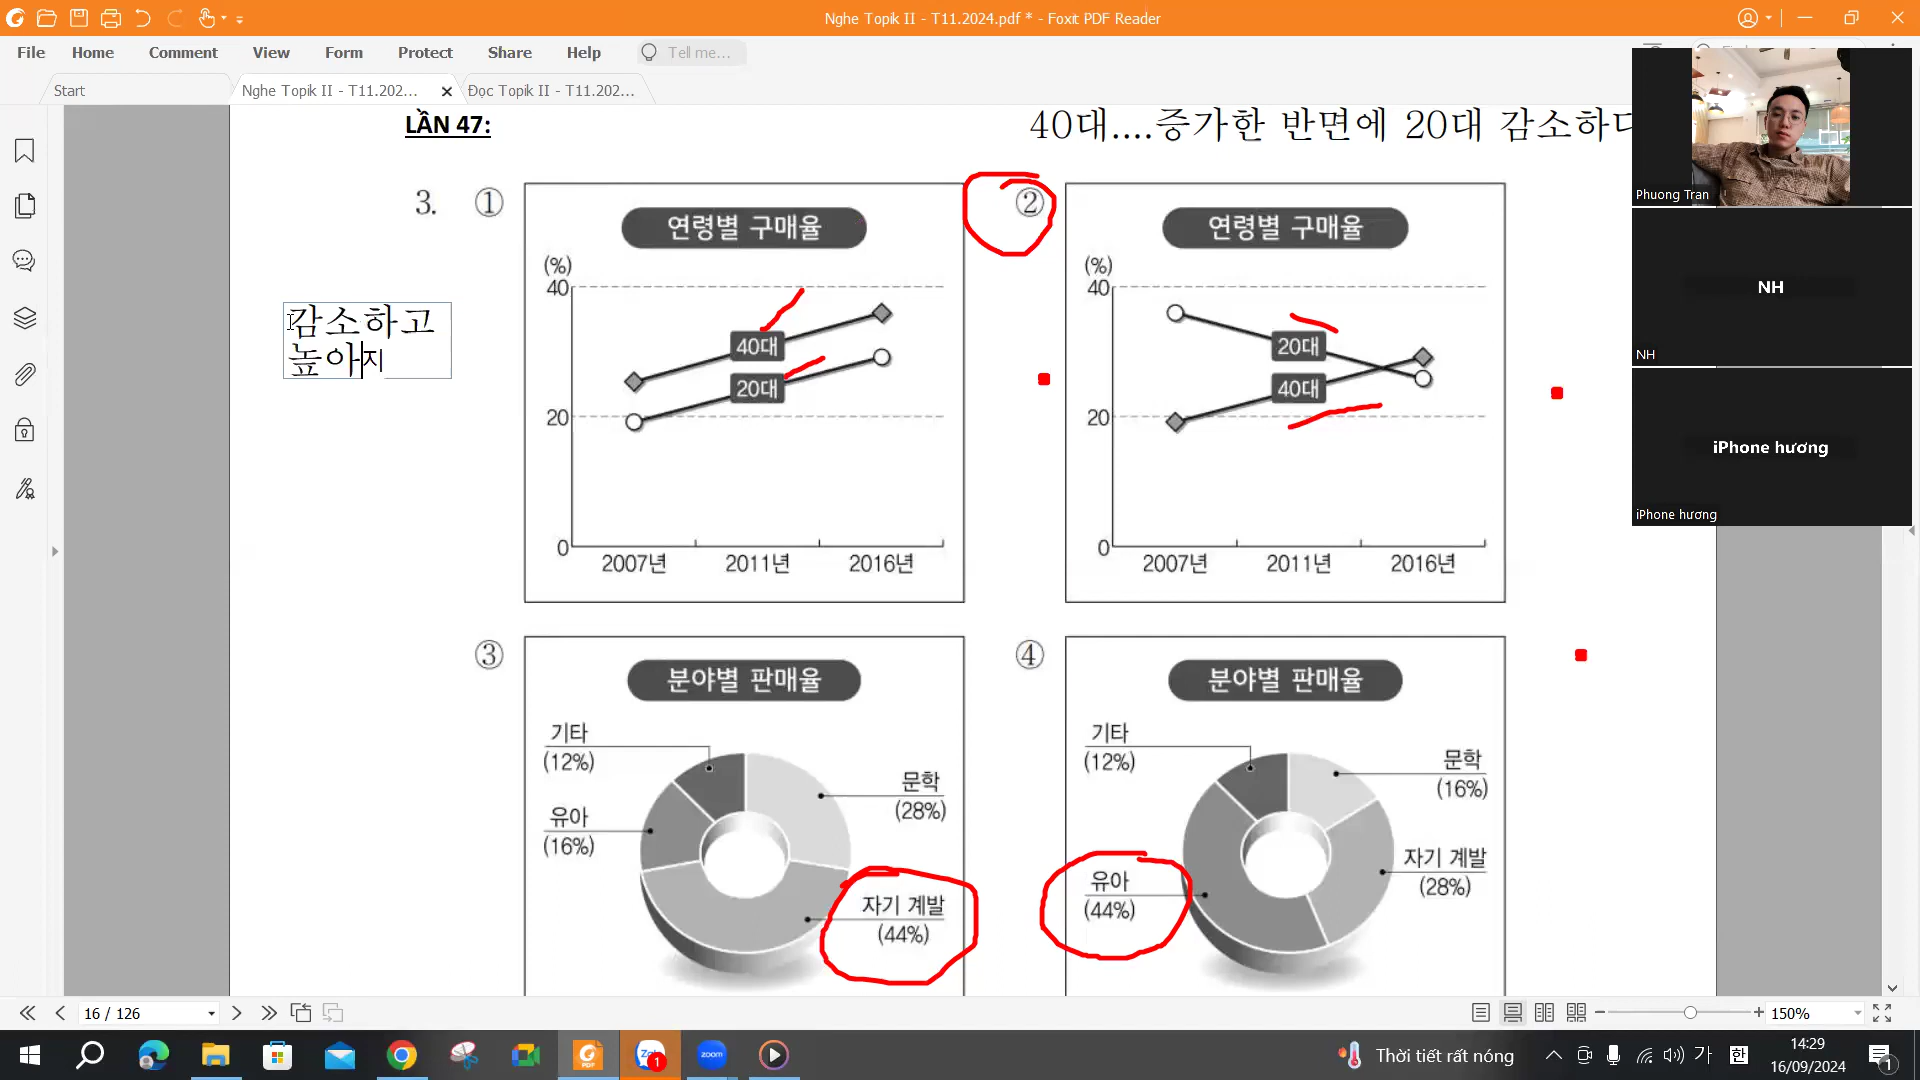 Nghe Topik II - T11.2024.pdf * - Foxit PDF Reader
File Home Comment View Form Protect Share Help Tell me...
Start
Nghe Topik II - T11.202...
Đọc Topik II - T11.202...
LẦN 47:
40대....증가한 반면에 20대 감소하다
3. ①
연령별 구매율
(%)
40
40대
20대
20
0
2007년 2011년 2016년
②
연령별 구매율
(%)
40
20대
40대
20
0
2007년 2011년 2016년
감소하고
높아지
③
분야별 판매율
기타
(12%)
문학
(28%)
유아
(16%)
자기 계발
(44%)
④
분야별 판매율
기타
(12%)
문학
(16%)
자기 계발
(28%)
유아
(44%)
Phuong Tran
NH
NH
iPhone hương
iPhone hương
16 / 126
150%
Thời tiết rất nóng
가
한
14:29
16/09/2024
1
zoom
1
PDF